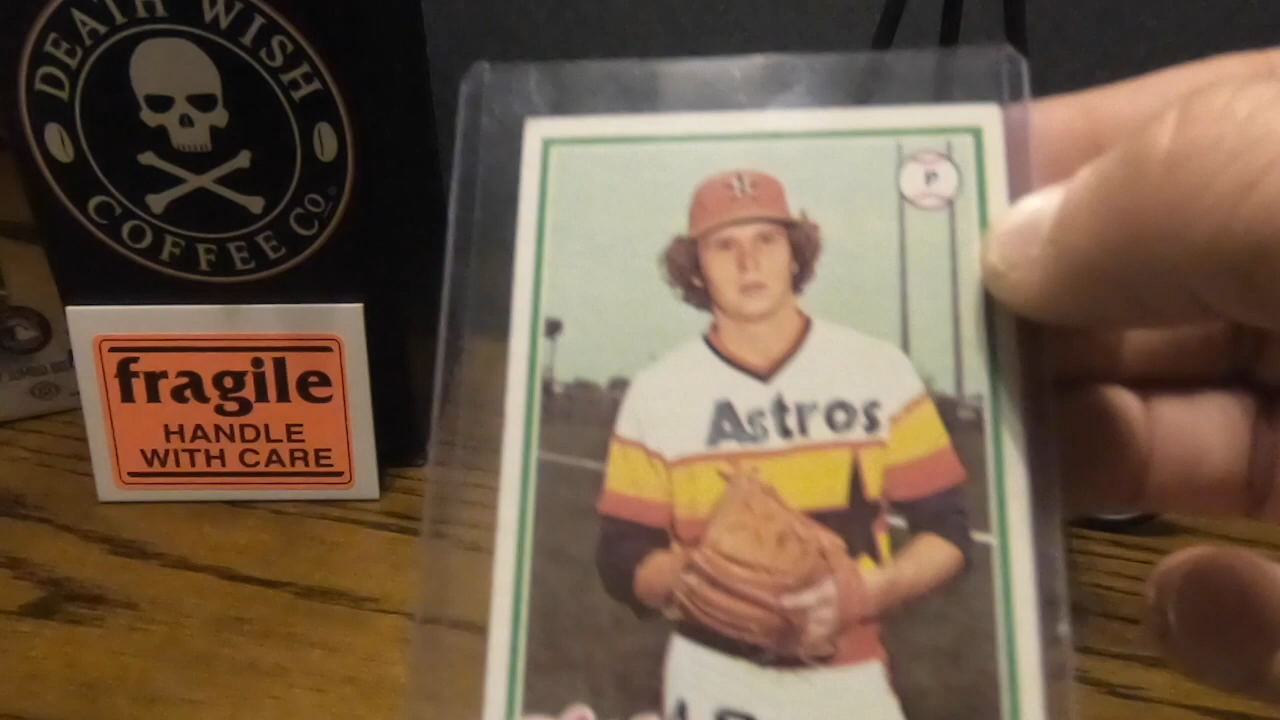 DEATH WISH
COFFEE CO.
fragile
HANDLE
WITH CARE
P
Astros